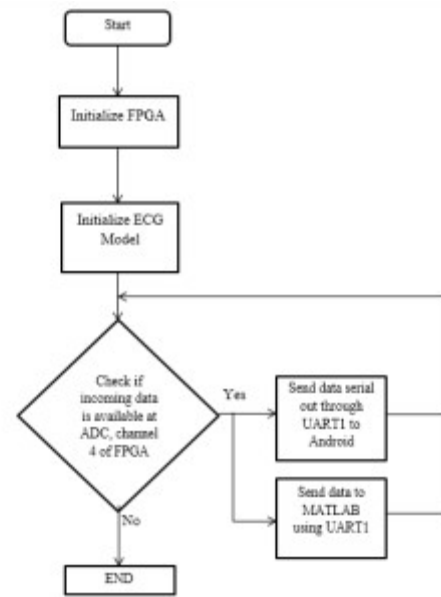 Start
Initialize FPGA
Initialize ECG
Model
Check if
incoming data
is available at
ADC, channel
4 of FPGA
Yes
Send data serial
out through
UART1 to
Android
Send data to
MATLAB
using UART1
No
END